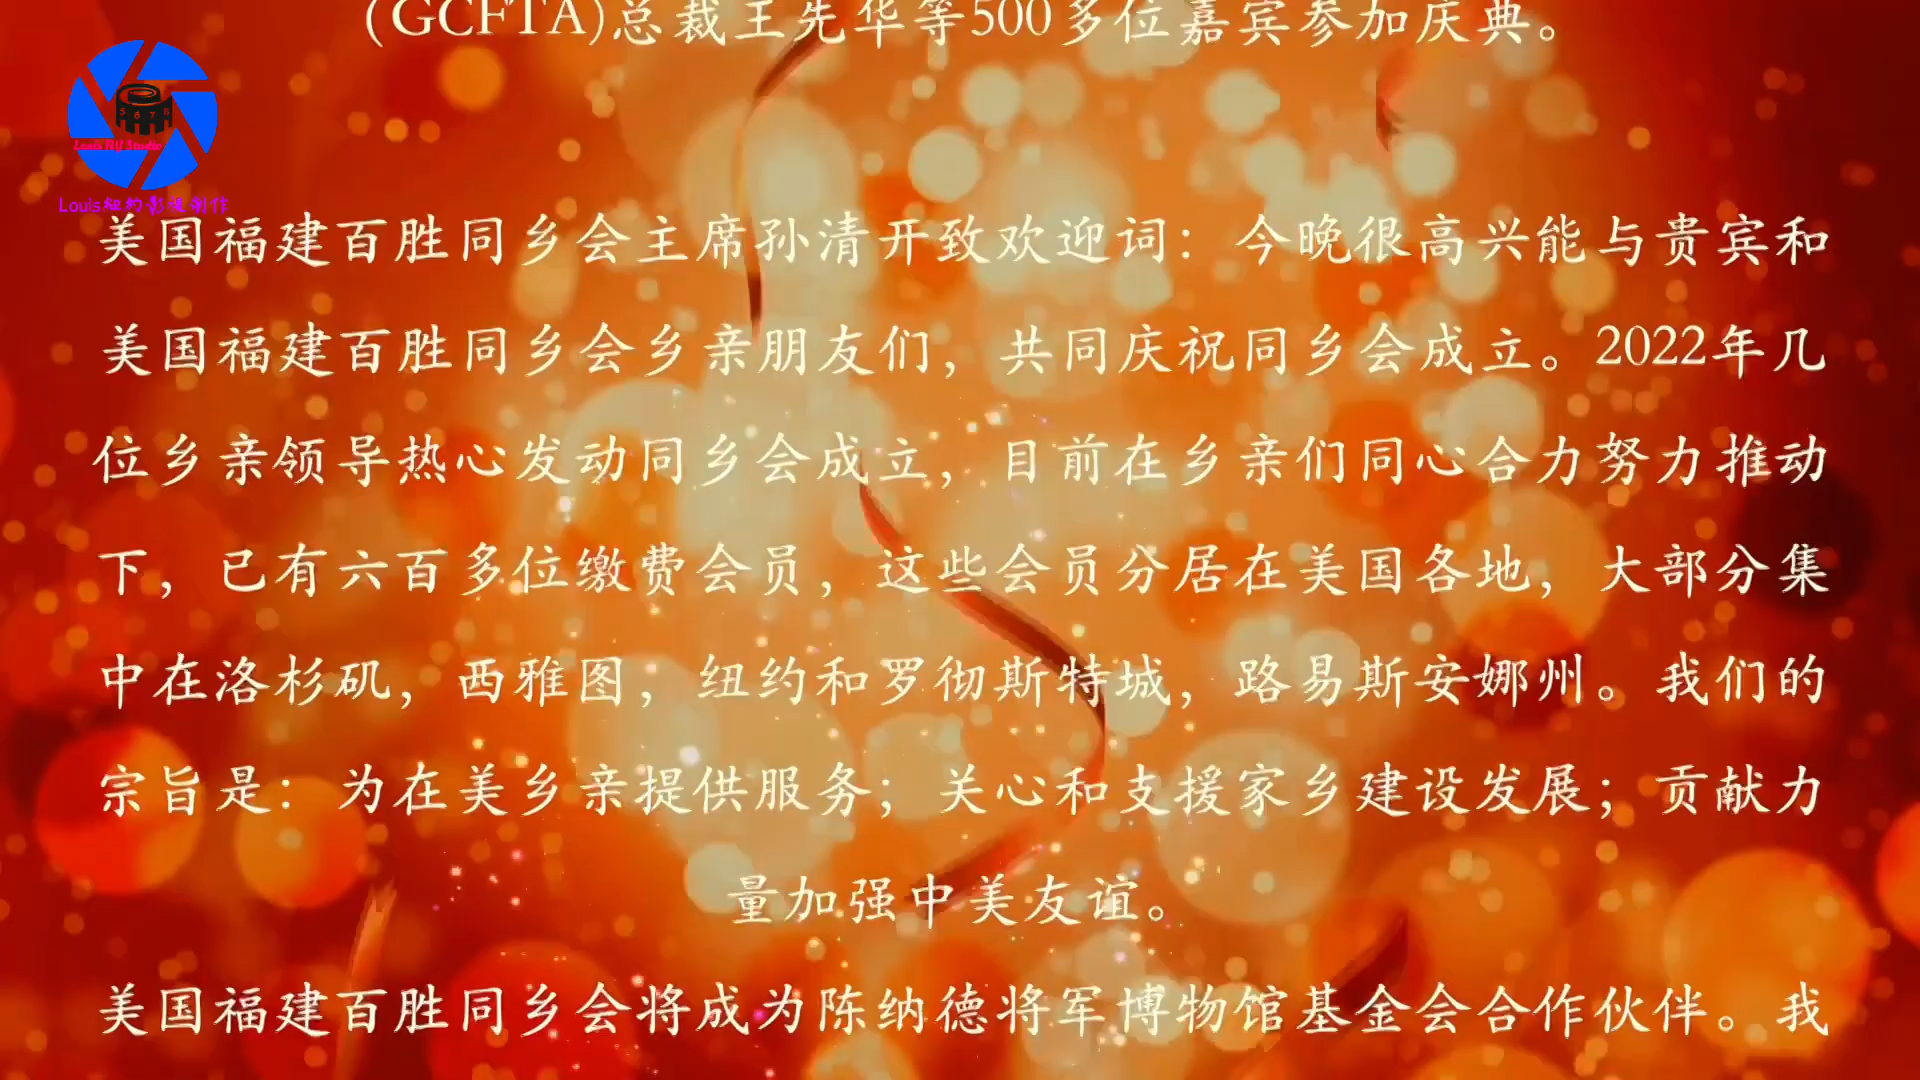 (GCFTA)总裁王先华等500多位嘉宾参加庆典。
5 6 7 8
Louis Hif Studio
Louis纽约影视制作
美国福建百胜同乡会主席孙清开致欢迎词：今晚很高兴能与贵宾和
美国福建百胜同乡会乡亲朋友们，共同庆祝同乡会成立。2022年几
位乡亲领导热心发动同乡会成立，目前在乡亲们同心合力努力推动
下，已有六百多位缴费会员，这些会员分居在美国各地，大部分集
中在洛杉矶，西雅图，纽约和罗彻斯特城，路易斯安娜州。我们的
宗旨是：为在美乡亲提供服务；关心和支援家乡建设发展；贡献力
量加强中美友谊。
美国福建百胜同乡会将成为陈纳德将军博物馆基金会合作伙伴。我